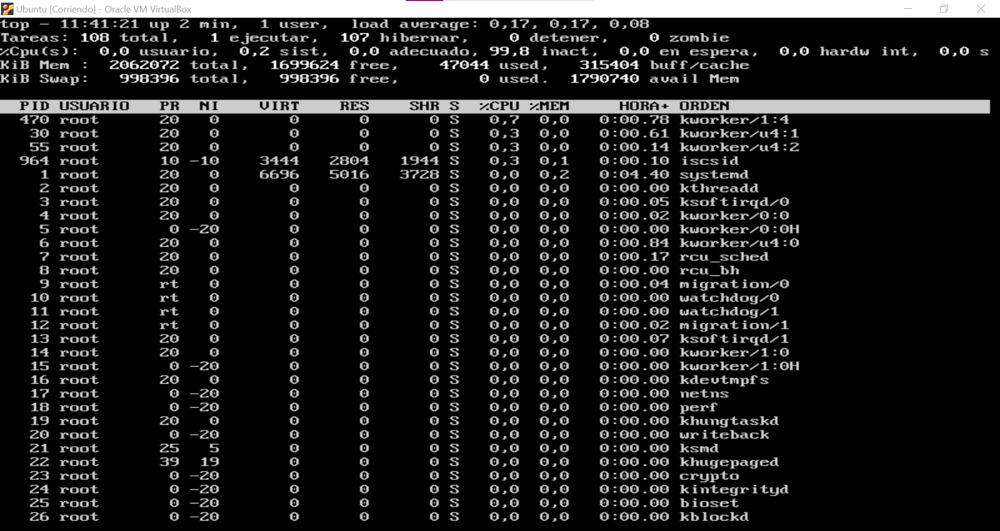 Ubuntu [Corriendo] - Oracle VM VirtualBox
top - 11:41:21 up 2 min,  1 user,  load average: 0,17, 0,17, 0,08
Tareas: 108 total,   1 ejecutar,  107 hibernar,    0 detener,    0 zombie
%Cpu(s):  0,0 usuario,  0,2 sist,  0,0 adecuado, 99,8 inact,  0,0 en espera,  0,0 hardw int,  0,0 s
KiB Mem :  2062072 total,  1699624 free,    47044 used,   315404 buff/cache
KiB Swap:   998396 total,   998396 free,        0 used.  1790740 avail Mem
PID USUARIO   PR  NI    VIRT    RES    SHR S  %CPU %MEM     HORA+ ORDEN
470 root      20   0       0      0      0 S   0,7  0,0   0:00.78 kworker/1:4
30 root      20   0       0      0      0 S   0,3  0,0   0:00.61 kworker/u4:1
55 root      20   0       0      0      0 S   0,3  0,0   0:00.14 kworker/u4:2
964 root      10 -10    3444   2804   1944 S   0,3  0,1   0:00.10 iscsid
1 root      20   0    6696   5016   3728 S   0,0  0,2   0:04.40 systemd
2 root      20   0       0      0      0 S   0,0  0,0   0:00.00 kthreadd
3 root      20   0       0      0      0 S   0,0  0,0   0:00.05 ksoftirqd/0
4 root      20   0       0      0      0 S   0,0  0,0   0:00.02 kworker/0:0
5 root       0 -20       0      0      0 S   0,0  0,0   0:00.00 kworker/0:0H
6 root      20   0       0      0      0 S   0,0  0,0   0:00.84 kworker/u4:0
7 root      20   0       0      0      0 S   0,0  0,0   0:00.17 rcu_sched
8 root      20   0       0      0      0 S   0,0  0,0   0:00.00 rcu_bh
9 root      rt   0       0      0      0 S   0,0  0,0   0:00.04 migration/0
10 root      rt   0       0      0      0 S   0,0  0,0   0:00.00 watchdog/0
11 root      rt   0       0      0      0 S   0,0  0,0   0:00.00 watchdog/1
12 root      rt   0       0      0      0 S   0,0  0,0   0:00.02 migration/1
13 root      20   0       0      0      0 S   0,0  0,0   0:00.07 ksoftirqd/1
14 root      20   0       0      0      0 S   0,0  0,0   0:00.00 kworker/1:0
15 root       0 -20       0      0      0 S   0,0  0,0   0:00.00 kworker/1:0H
16 root      20   0       0      0      0 S   0,0  0,0   0:00.00 kdevtmpfs
17 root       0 -20       0      0      0 S   0,0  0,0   0:00.00 netns
18 root       0 -20       0      0      0 S   0,0  0,0   0:00.00 perf
19 root      20   0       0      0      0 S   0,0  0,0   0:00.00 khungtaskd
20 root       0 -20       0      0      0 S   0,0  0,0   0:00.00 writeback
21 root      25   5       0      0      0 S   0,0  0,0   0:00.00 ksmd
22 root      39  19       0      0      0 S   0,0  0,0   0:00.00 khugepaged
23 root       0 -20       0      0      0 S   0,0  0,0   0:00.00 crypto
24 root       0 -20       0      0      0 S   0,0  0,0   0:00.00 kintegrityd
25 root       0 -20       0      0      0 S   0,0  0,0   0:00.00 bioset
26 root       0 -20       0      0      0 S   0,0  0,0   0:00.00 kblockd